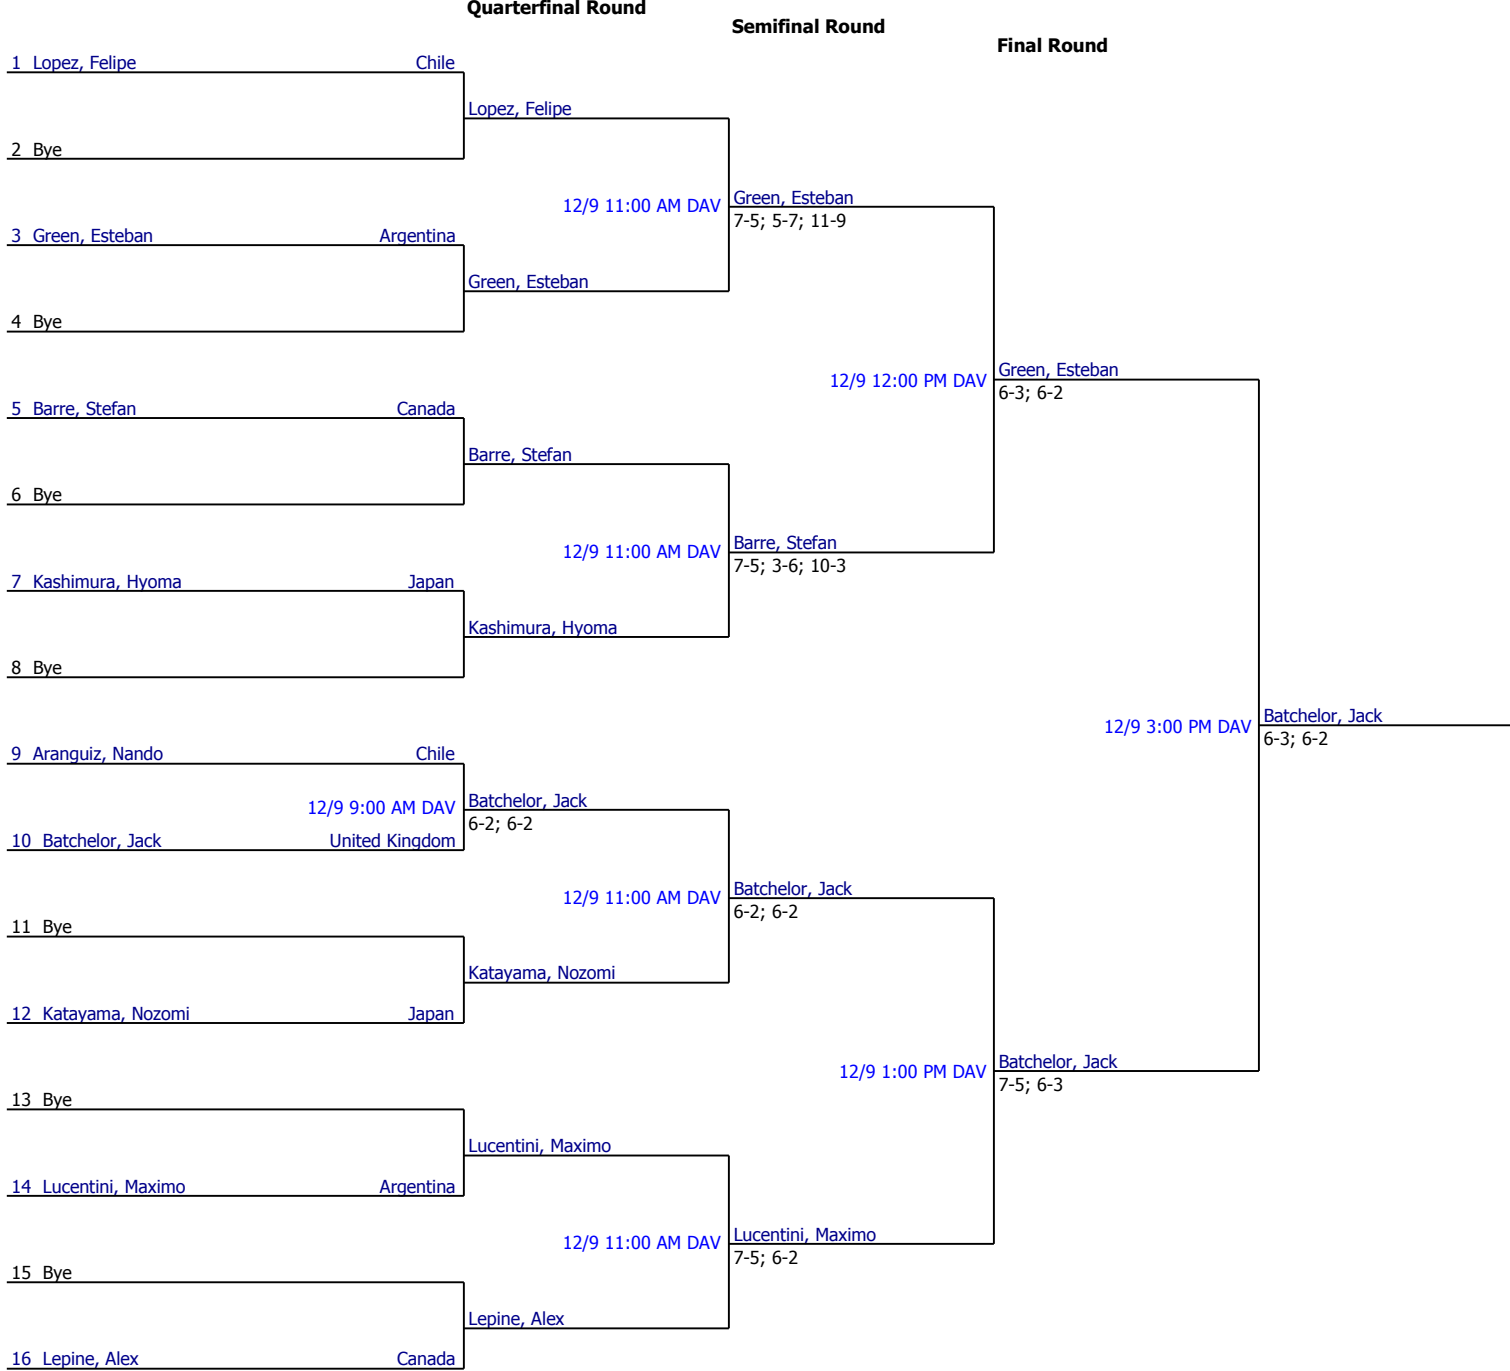 Quarterfinal Round
Semifinal Round
Final Round
1 Lopez, Felipe Chile
Lopez, Felipe
2 Bye
12/9 11:00 AM DAV Green, Esteban
7-5; 5-7; 11-9
3 Green, Esteban Argentina
Green, Esteban
4 Bye
12/9 12:00 PM DAV Green, Esteban
6-3; 6-2
5 Barre, Stefan Canada
Barre, Stefan
6 Bye
12/9 11:00 AM DAV Barre, Stefan
7-5; 3-6; 10-3
7 Kashimura, Hyoma Japan
Kashimura, Hyoma
8 Bye
12/9 3:00 PM DAV Batchelor, Jack
6-3; 6-2
9 Aranguiz, Nando Chile
12/9 9:00 AM DAV Batchelor, Jack
6-2; 6-2
10 Batchelor, Jack United Kingdom
12/9 11:00 AM DAV Batchelor, Jack
6-2; 6-2
11 Bye
Katayama, Nozomi
12 Katayama, Nozomi Japan
12/9 1:00 PM DAV Batchelor, Jack
7-5; 6-3
13 Bye
Lucentini, Maximo
14 Lucentini, Maximo Argentina
12/9 11:00 AM DAV Lucentini, Maximo
7-5; 6-2
15 Bye
Lepine, Alex
16 Lepine, Alex Canada